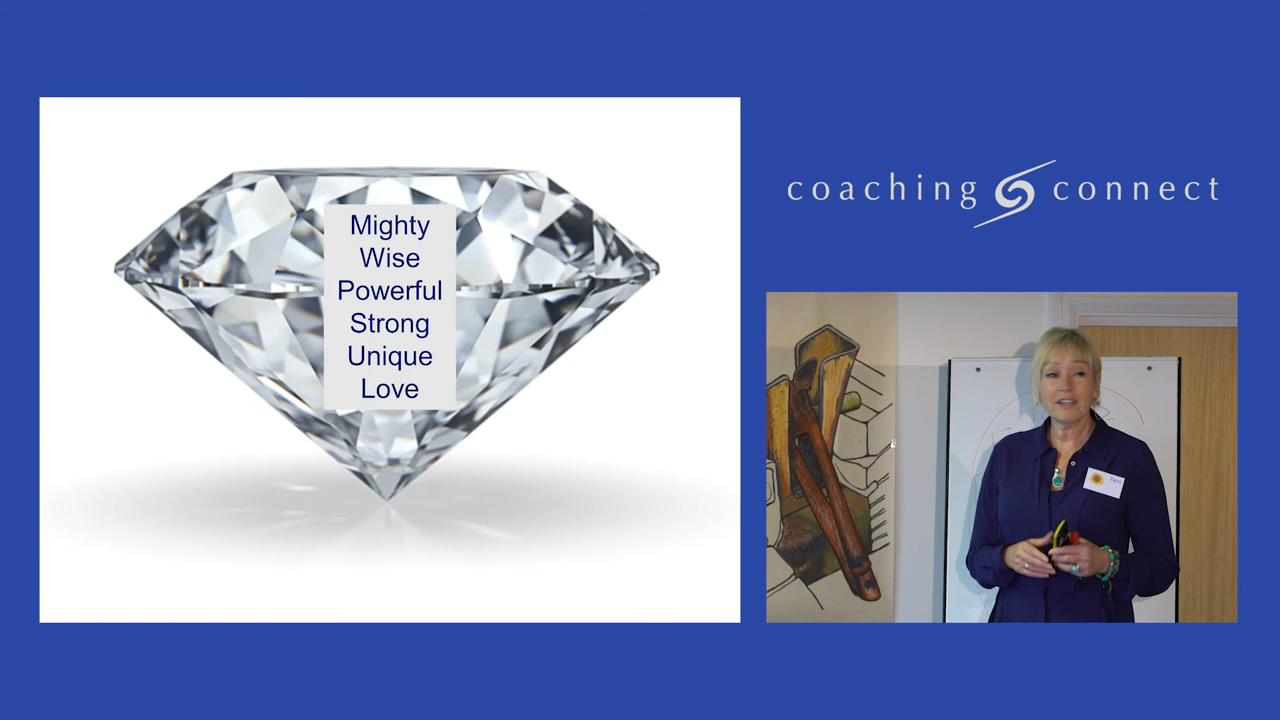 Mighty
Wise
Powerful
Strong
Unique
Love
coaching connect